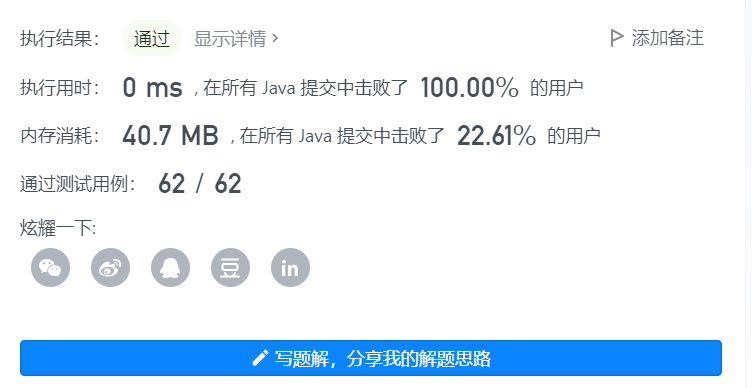 执行结果： 通过 显示详情 > 添加备注
执行用时： 0 ms , 在所有 Java 提交中击败了 100.00% 的用户
内存消耗： 40.7 MB , 在所有 Java 提交中击败了 22.61% 的用户
通过测试用例： 62 / 62
炫耀一下:
豆 in
写题解，分享我的解题思路